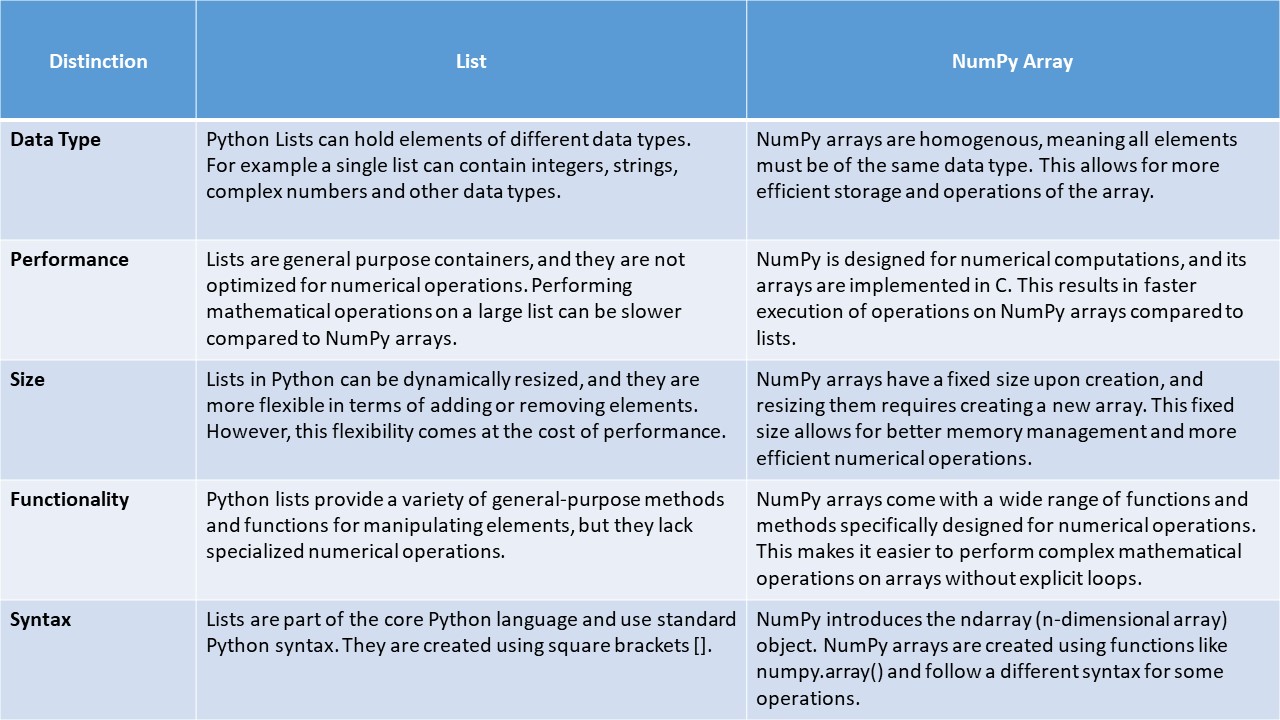 Distinction
List
NumPy Array
Data Type
Python Lists can hold elements of different data types.
For example a single list can contain integers, strings,
complex numbers and other data types.
NumPy arrays are homogenous, meaning all elements
must be of the same data type. This allows for more
efficient storage and operations of the array.
Performance
Lists are general purpose containers, and they are not
optimized for numerical operations. Performing
mathematical operations on a large list can be slower
compared to NumPy arrays.
NumPy is designed for numerical computations, and its
arrays are implemented in C. This results in faster
execution of operations on NumPy arrays compared to
lists.
Size
Lists in Python can be dynamically resized, and they are
more flexible in terms of adding or removing elements.
However, this flexibility comes at the cost of performance.
NumPy arrays have a fixed size upon creation, and
resizing them requires creating a new array. This fixed
size allows for better memory management and more
efficient numerical operations.
Functionality
Python lists provide a variety of general-purpose methods
and functions for manipulating elements, but they lack
specialized numerical operations.
NumPy arrays come with a wide range of functions and
methods specifically designed for numerical operations.
This makes it easier to perform complex mathematical
operations on arrays without explicit loops.
Syntax
Lists are part of the core Python language and use standard
Python syntax. They are created using square brackets [].
NumPy introduces the ndarray (n-dimensional array)
object. NumPy arrays are created using functions like
numpy.array() and follow a different syntax for some
operations.